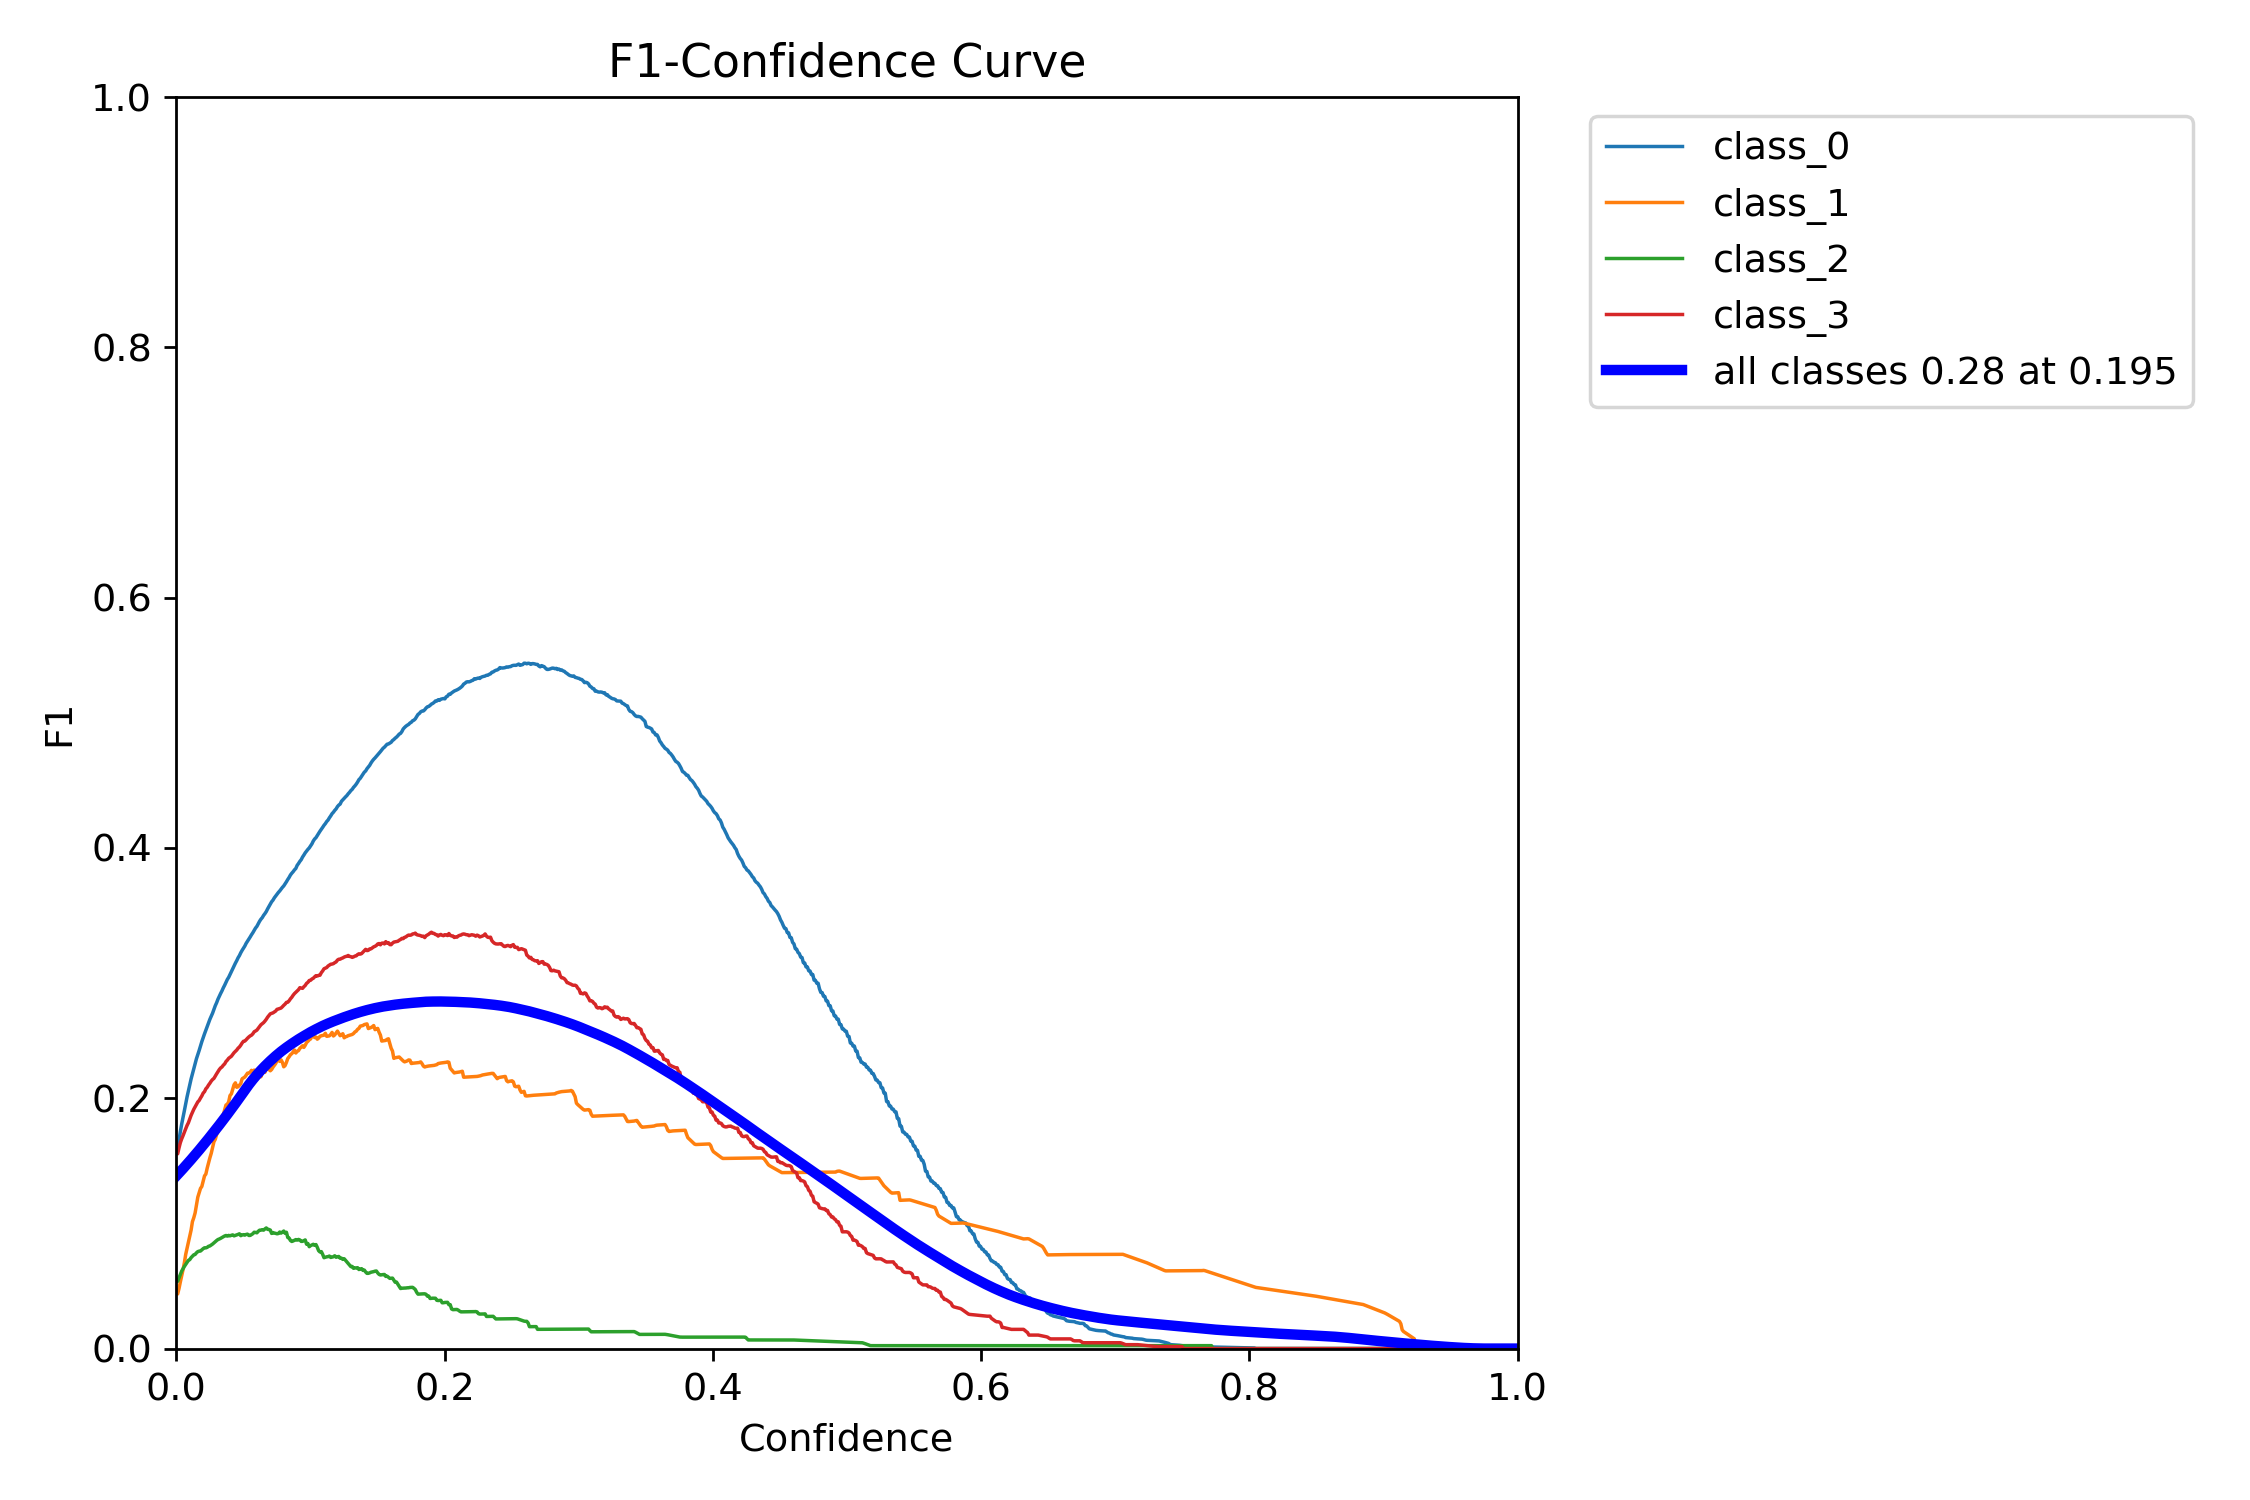 F1-Confidence Curve
1.0
0.8
0.6
0.4
0.2
0.0
F1
0.0 0.2 0.4 0.6 0.8 1.0
Confidence
class_0
class_1
class_2
class_3
all classes 0.28 at 0.195